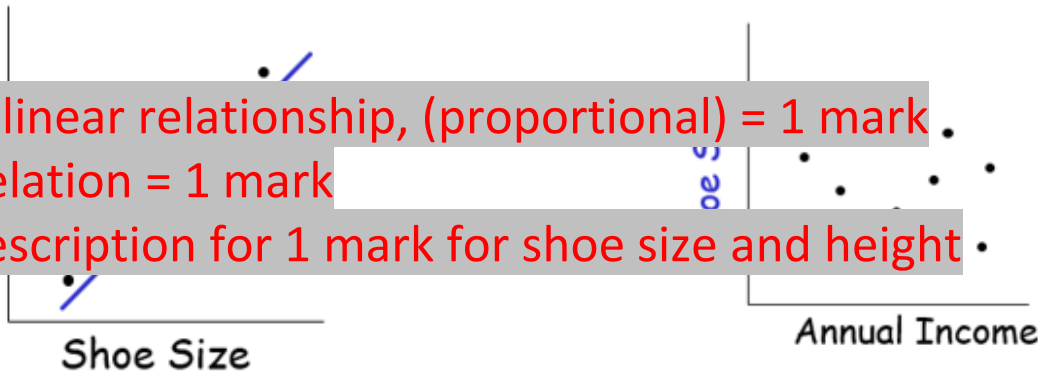 linear relationship, (proportional) = 1 mark
elation = 1 mark
escription for 1 mark for shoe size and height
Shoe Size
Annual Income